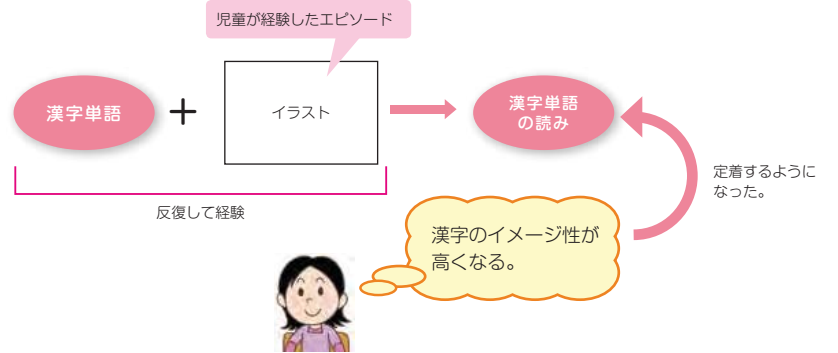 児童が経験したエピソード
漢字単語
+
イラスト
漢字単語
の読み
定着するように
なった。
反復して経験
漢字のイメージ性が
高くなる。